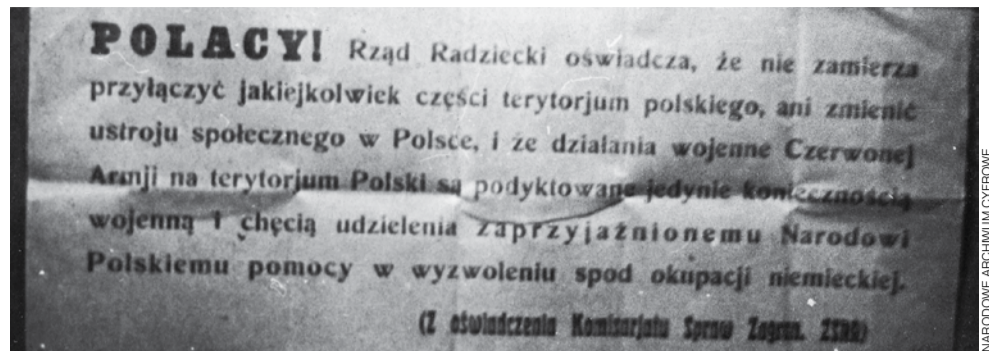 POLACY! Rząd Radziecki oświadcza, że nie zamierza
przyłączyć jakiejkolwiek części terytorjum polskiego, ani zmienić
ustroju społecznego w Polsce, i że działania wojenne Czerwonej
Armji na terytorjum Polski są podyktowane jedynie koniecznością
wojenną i chęcią udzielenia zaprzyjaźnionemu Narodowi
Polskiemu pomocy w wyzwoleniu spod okupacji niemieckiej.
(Z oświadczenia Komisarjatu Spraw Zagran. ZSRR)
NARODOWE ARCHIWUM CYFROWE